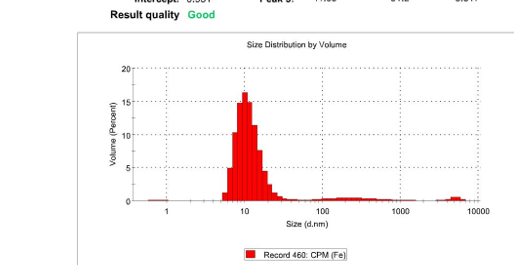 Result quality Good
Size Distribution by Volume
20
15
10
5
0
Volume (Percent)
1 10 100 1000 10000
Size (d.nm)
Record 460: CPM (Fe)